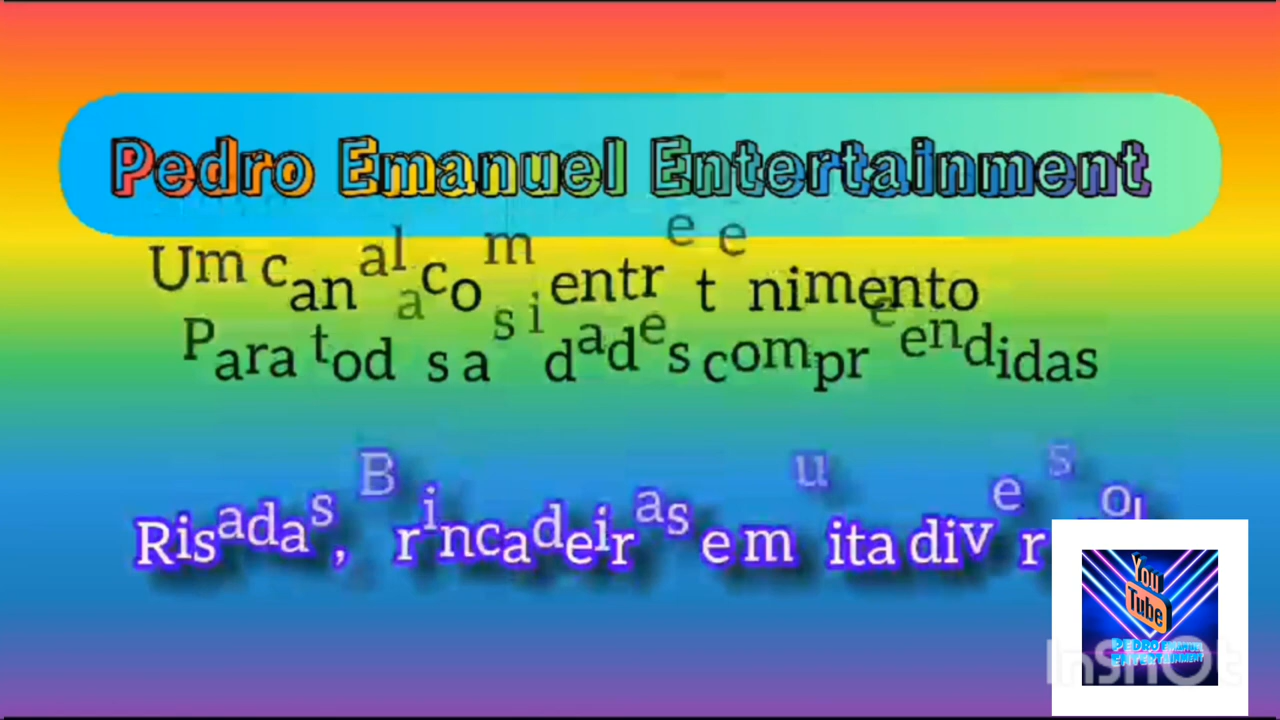 Pedro Emanuel Entertainment
Um canal com entretenimento
Para todas as idades compreendidas
Risadas, Brincadeiras e muita
You
Tube
PEDRO EMANUEL
ENTERTAINMENT
InShOt